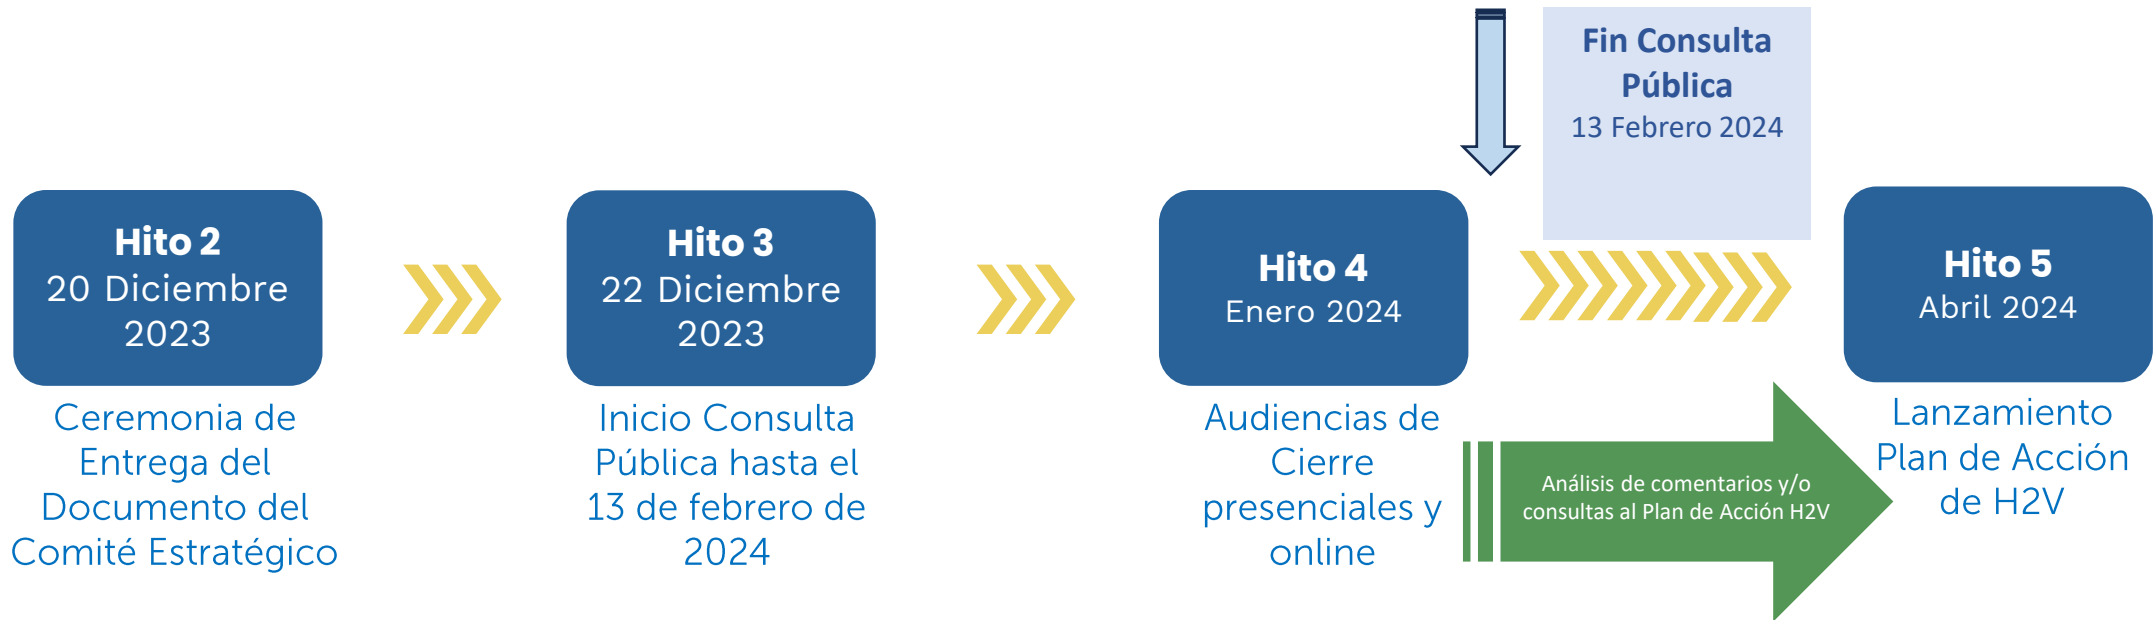 Fin Consulta
Pública
13 Febrero 2024
Hito 2
20 Diciembre
2023
Ceremonia de
Entrega del
Documento del
Comité Estratégico
Hito 3
22 Diciembre
2023
Inicio Consulta
Pública hasta el
13 de febrero de
2024
Hito 4
Enero 2024
Audiencias de
Cierre
presenciales y
online
Análisis de comentarios y/o
consultas al Plan de Acción H2V
Hito 5
Abril 2024
Lanzamiento
Plan de Acción
de H2V